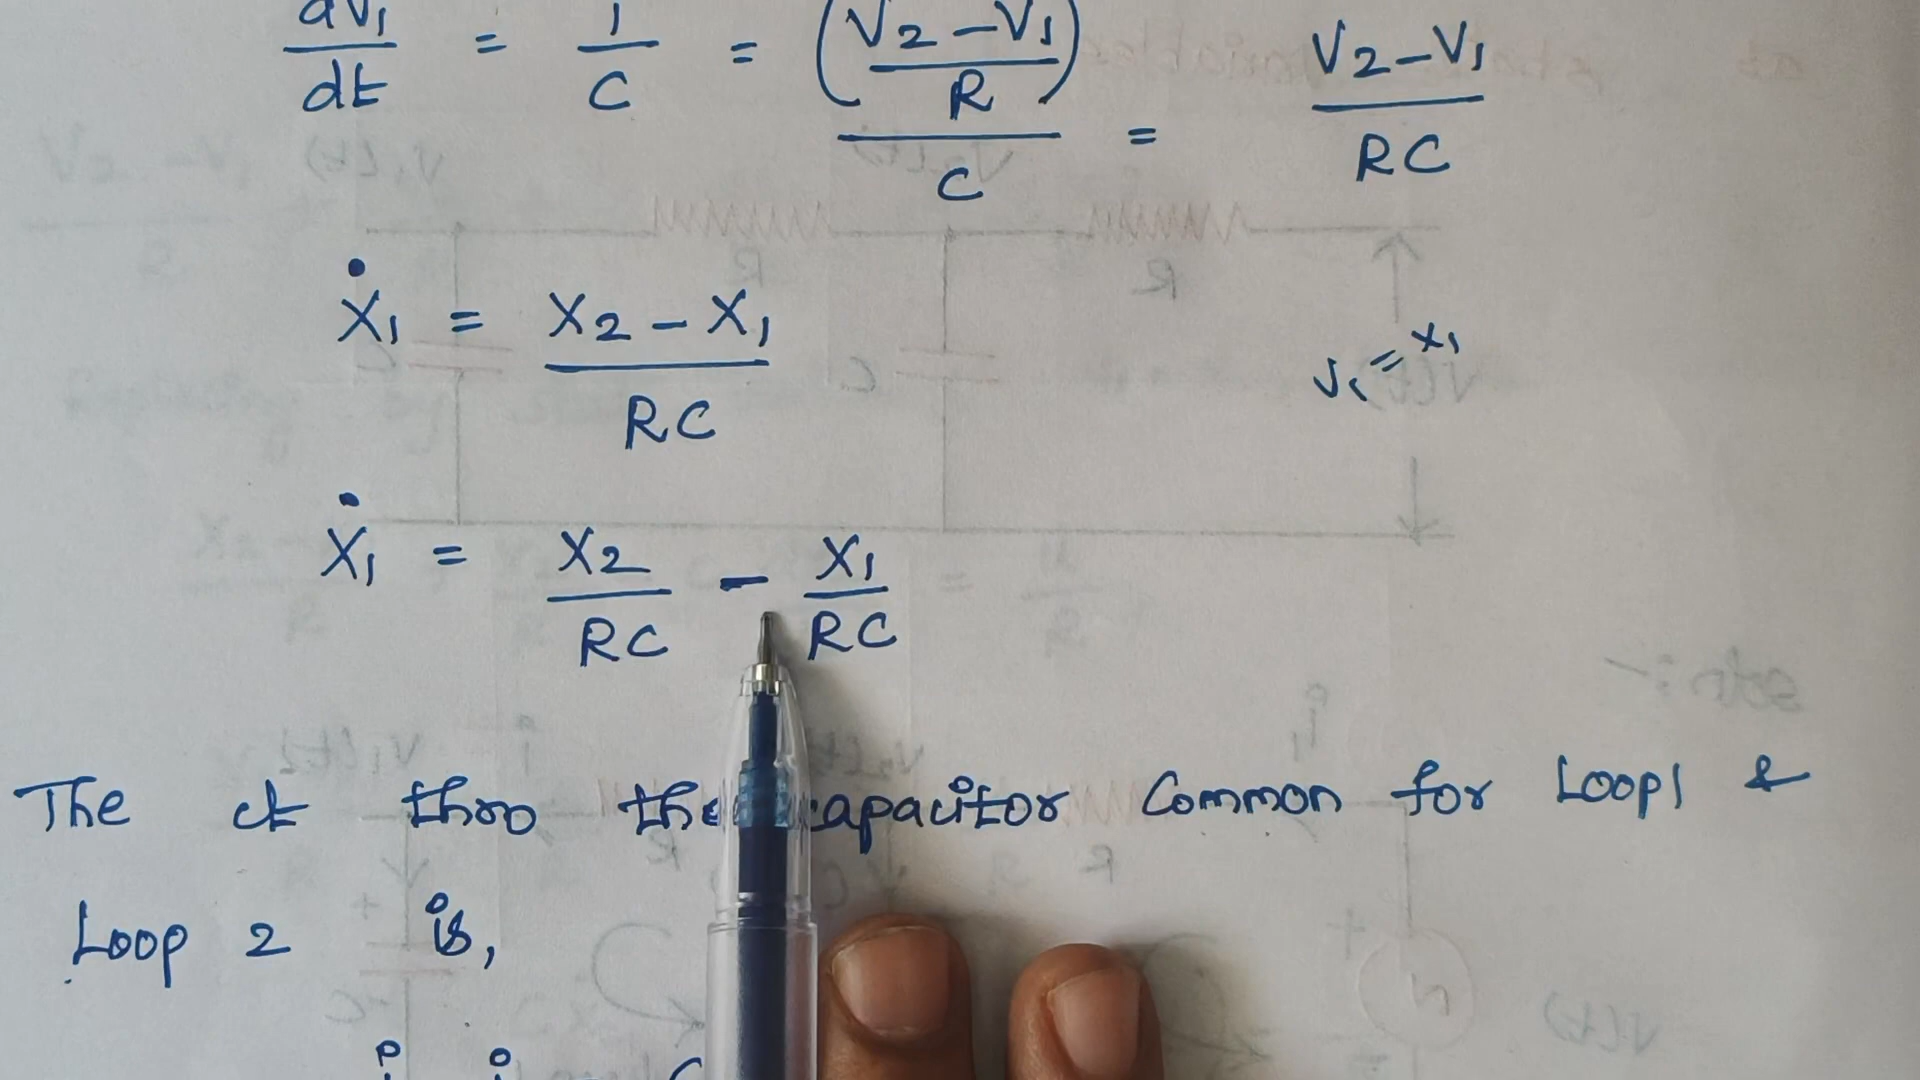 dV₁/dt = 1/C = ((V₂-V₁)/R)/C = (V₂-V₁)/RC
Ẋ₁ = (X₂-X₁)/RC
V₁ = X₁
Ẋ₁ = X₂/RC - X₁/RC
The ct thro the capacitor Common for Loop1 &
Loop 2 is,